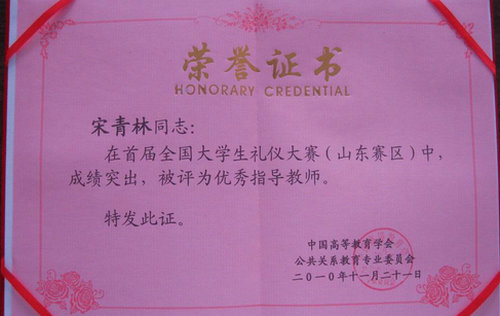 荣誉证书
HONORARY CREDENTIAL
宋青林同志：
在首届全国大学生礼仪大赛（山东赛区）中，
成绩突出，被评为优秀指导教师。
特发此证。
中国高等教育学会
公共关系教育专业委员会
二〇一〇年十一月二十一日